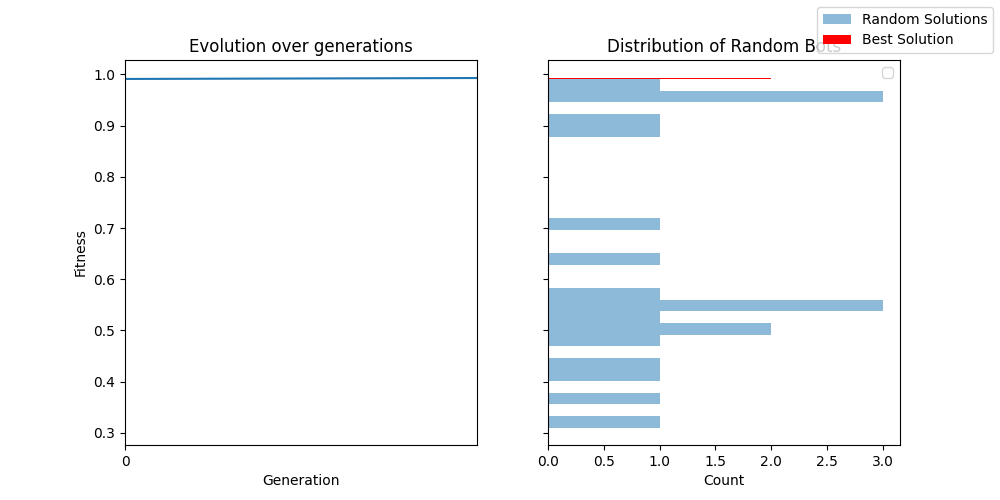 Random Solutions
Best Solution
Evolution over generations
Distribution of Random Bots
1.0
0.9
0.8
0.7
0.6
0.5
0.4
0.3
Fitness
0
Generation
0.0 0.5 1.0 1.5 2.0 2.5 3.0
Count